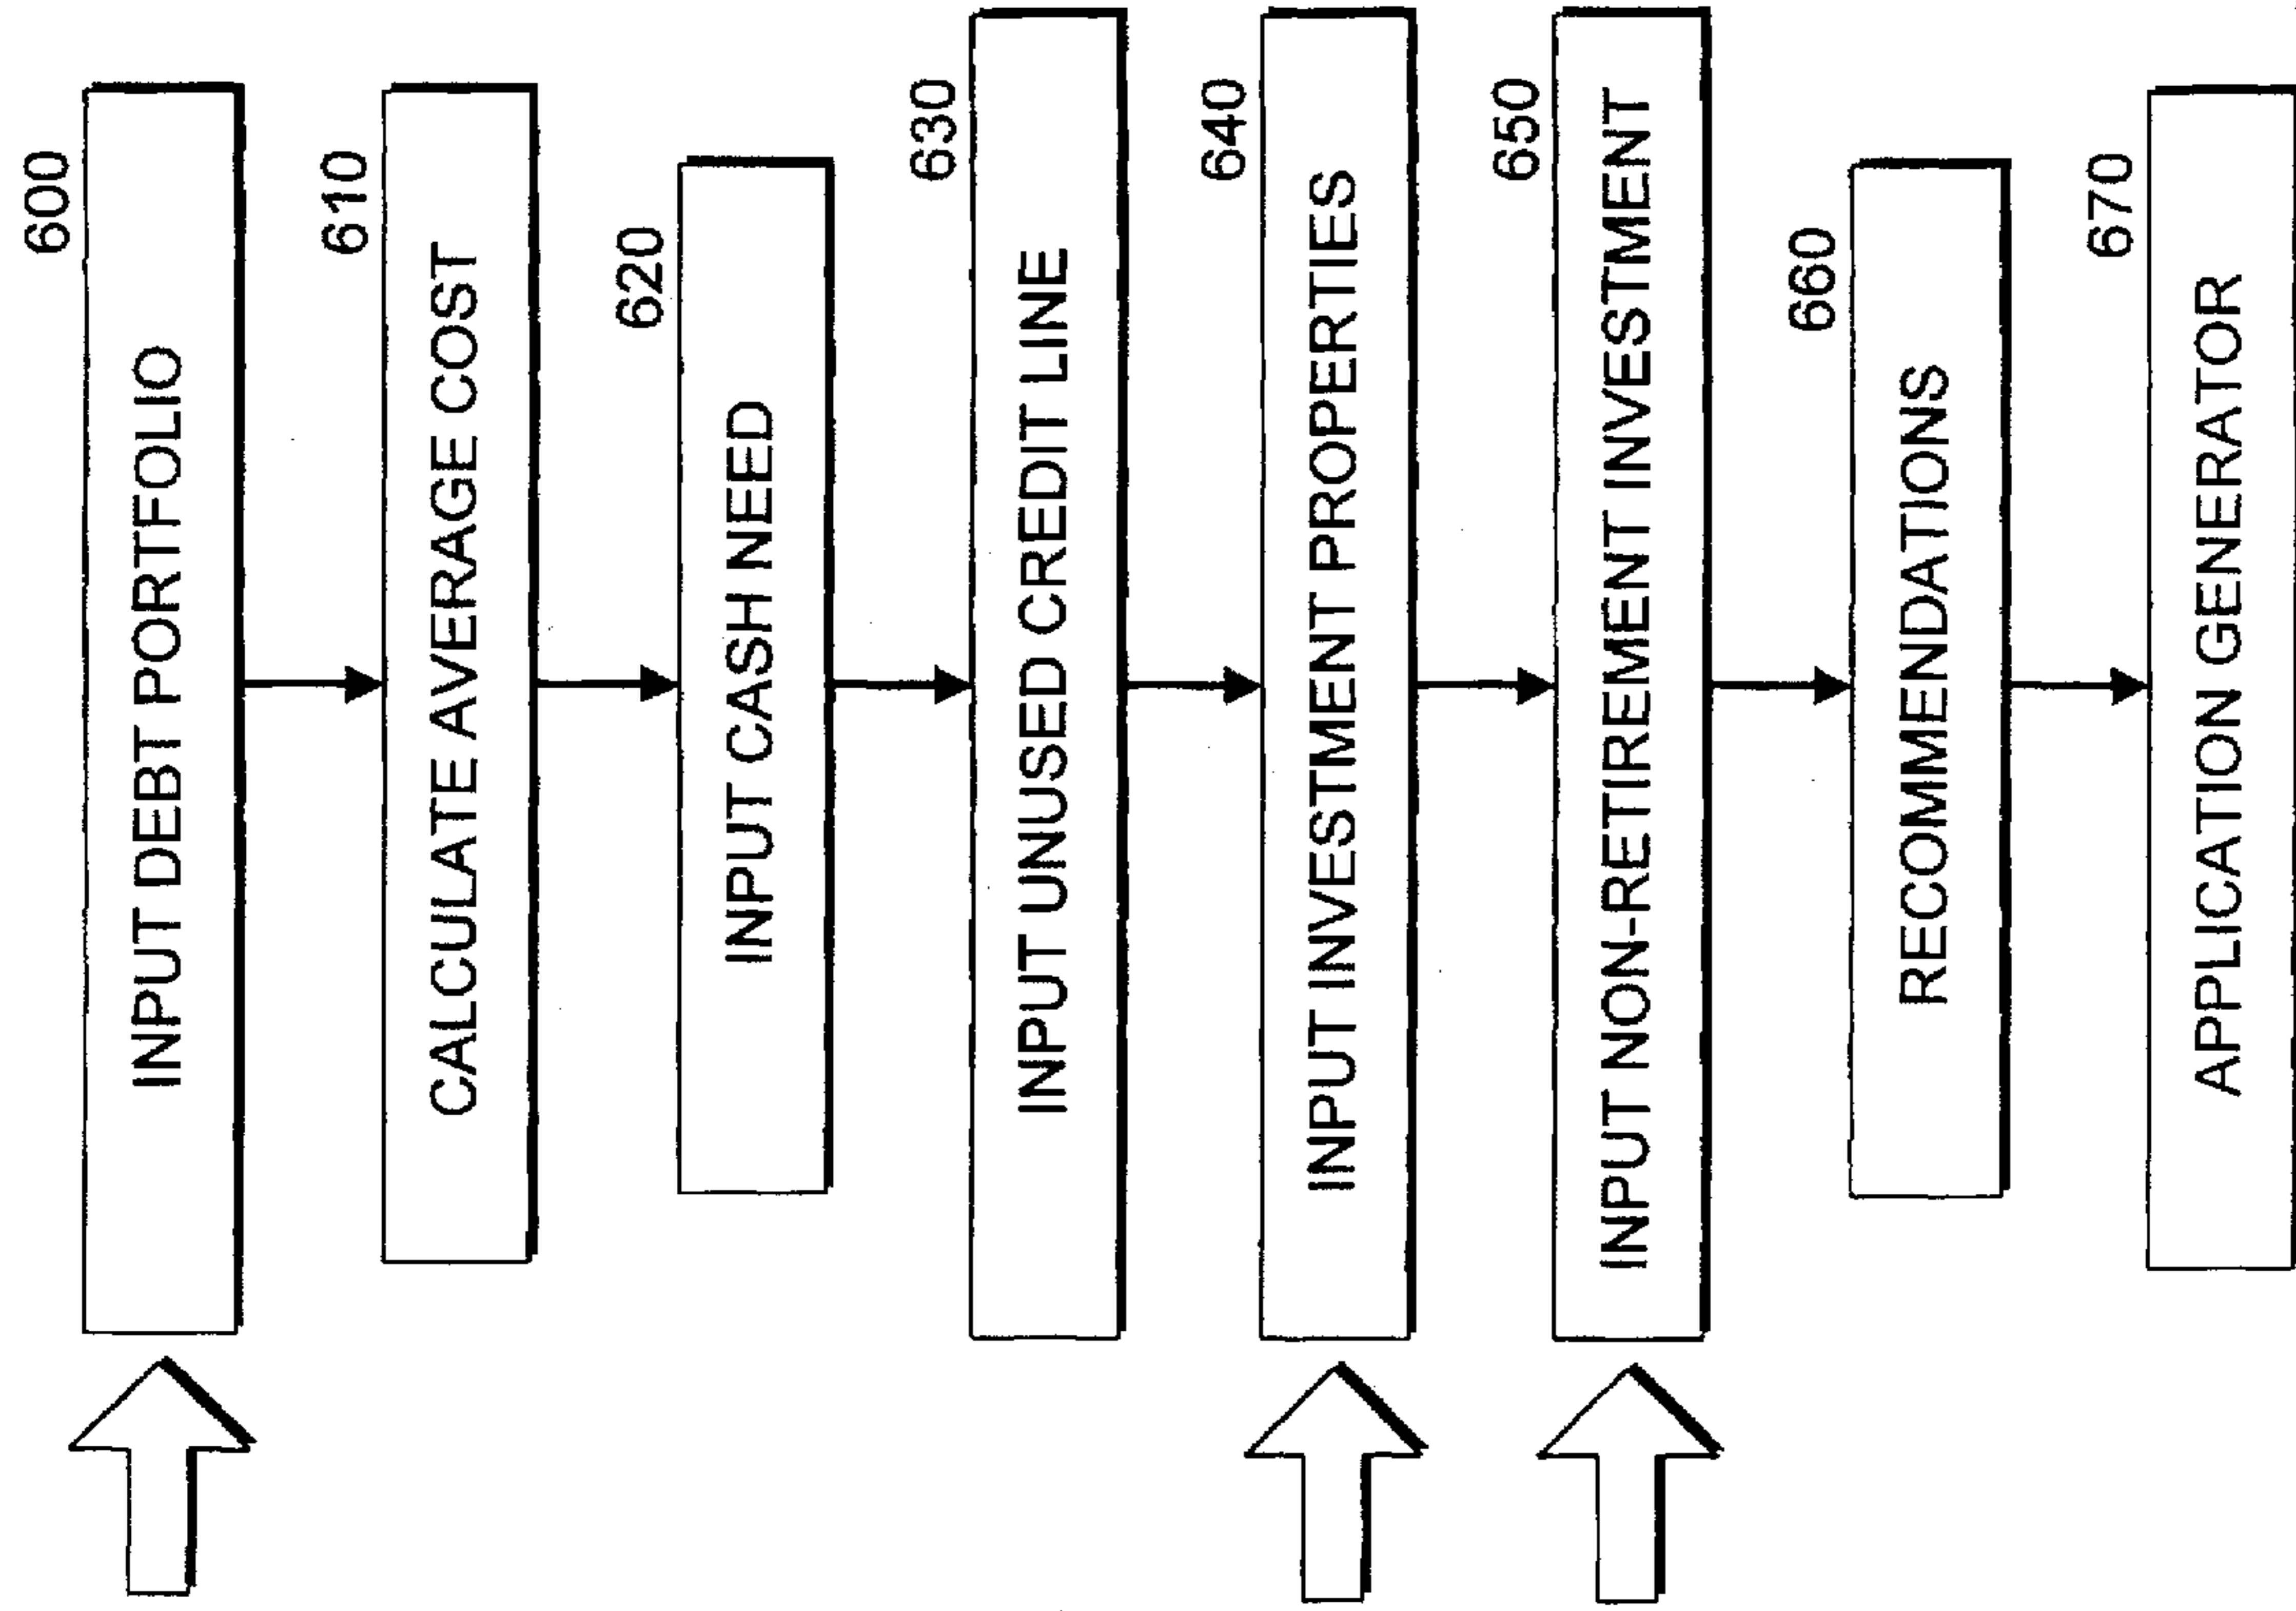 600
INPUT DEBT PORTFOLIO
610
CALCULATE AVERAGE COST
620
INPUT CASH NEED
630
INPUT UNUSED CREDIT LINE
640
INPUT INVESTMENT PROPERTIES
650
INPUT NON-RETIREMENT INVESTMENT
660
RECOMMENDATIONS
670
APPLICATION GENERATOR